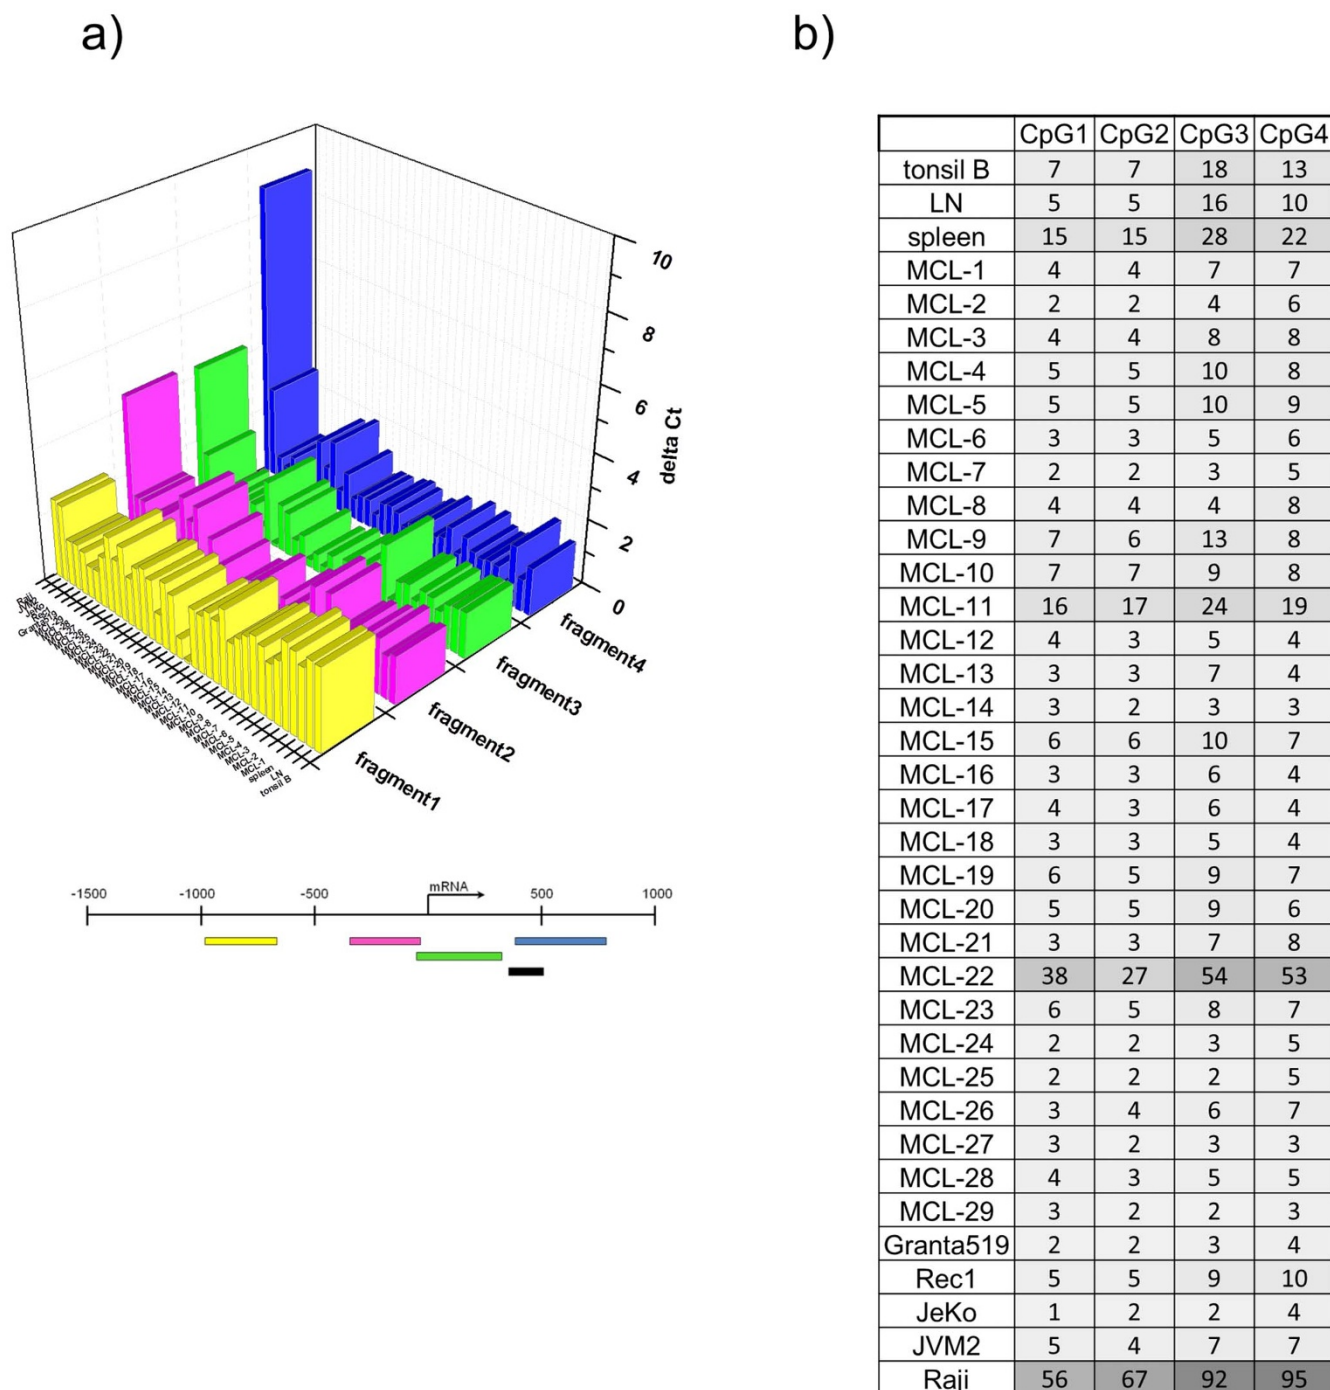 a)
10
8
6
4
2
0
delta Ct
fragment4
fragment3
fragment2
fragment1
MCL-2
MCL-1
spleen
LN
tonsil B
-1500 -1000 -500 mRNA 500 1000
b)
CpG1 CpG2 CpG3 CpG4
tonsil B 7 7 18 13
LN 5 5 16 10
spleen 15 15 28 22
MCL-1 4 4 7 7
MCL-2 2 2 4 6
MCL-3 4 4 8 8
MCL-4 5 5 10 8
MCL-5 5 5 10 9
MCL-6 3 3 5 6
MCL-7 2 2 3 5
MCL-8 4 4 4 8
MCL-9 7 6 13 8
MCL-10 7 7 9 8
MCL-11 16 17 24 19
MCL-12 4 3 5 4
MCL-13 3 3 7 4
MCL-14 3 2 3 3
MCL-15 6 6 10 7
MCL-16 3 3 6 4
MCL-17 4 3 6 4
MCL-18 3 3 5 4
MCL-19 6 5 9 7
MCL-20 5 5 9 6
MCL-21 3 3 7 8
MCL-22 38 27 54 53
MCL-23 6 5 8 7
MCL-24 2 2 3 5
MCL-25 2 2 2 5
MCL-26 3 4 6 7
MCL-27 3 2 3 3
MCL-28 4 3 5 5
MCL-29 3 2 2 3
Granta519 2 2 3 4
Rec1 5 5 9 10
JeKo 1 2 2 4
JVM2 5 4 7 7
Raji 56 67 92 95